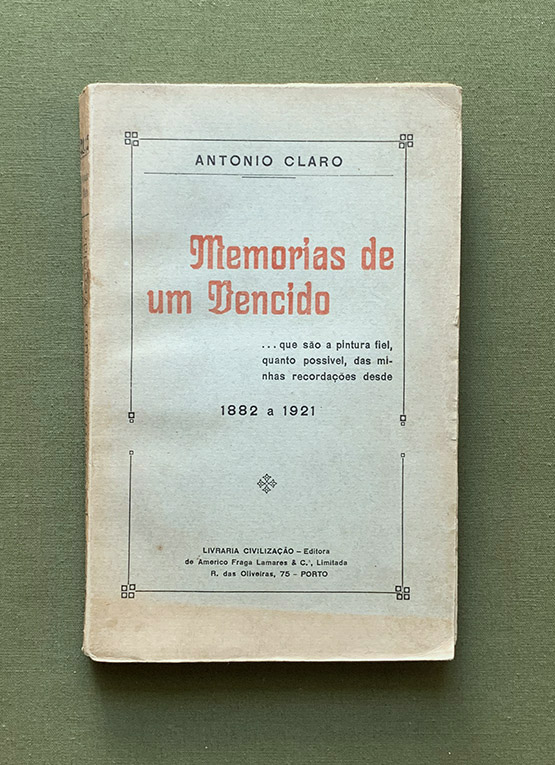 ANTONIO CLARO
Memorias de
um Vencido
...que são a pintura fiel,
quanto possivel, das mi-
nhas recordações desde
1882 a 1921
LIVRARIA CIVILIZAÇÃO – Editora
de Americo Fraga Lamares & C.ª, Limitada
R. das Oliveiras, 75 – PORTO